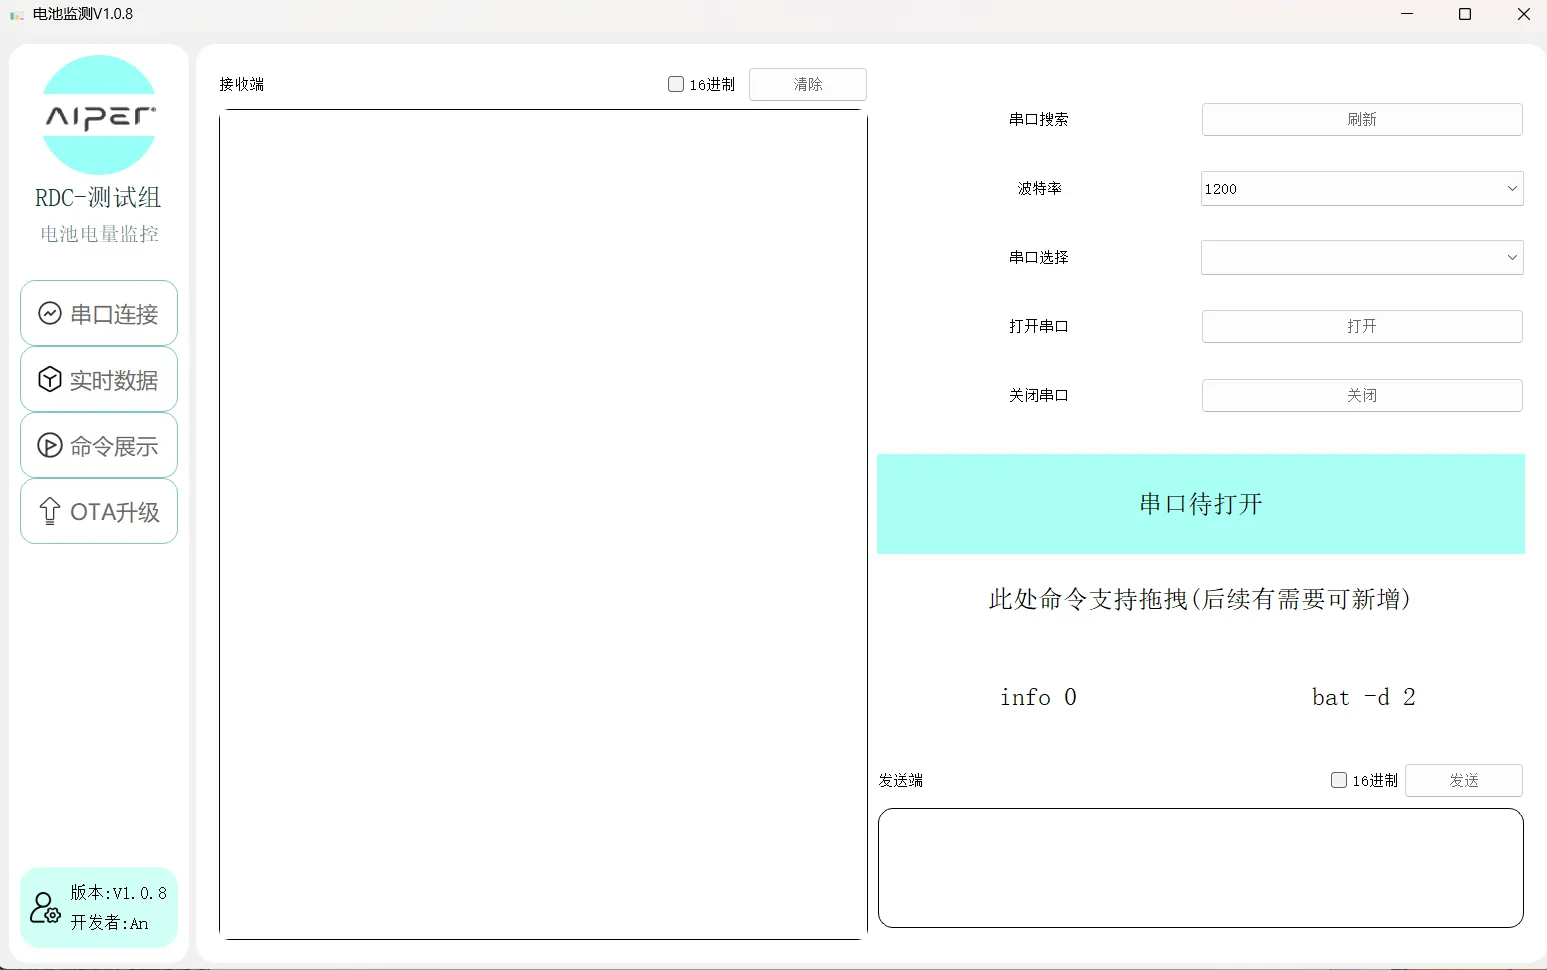 电池监测V1.0.8
AIPER
RDC-测试组
电池电量监控
串口连接
实时数据
命令展示
OTA升级
版本:V1.0.8
开发者:An
接收端
16进制
清除
串口搜索
刷新
波特率
1200
串口选择
打开串口
打开
关闭串口
关闭
串口待打开
此处命令支持拖拽(后续有需要可新增)
info 0
bat -d 2
发送端
16进制
发送